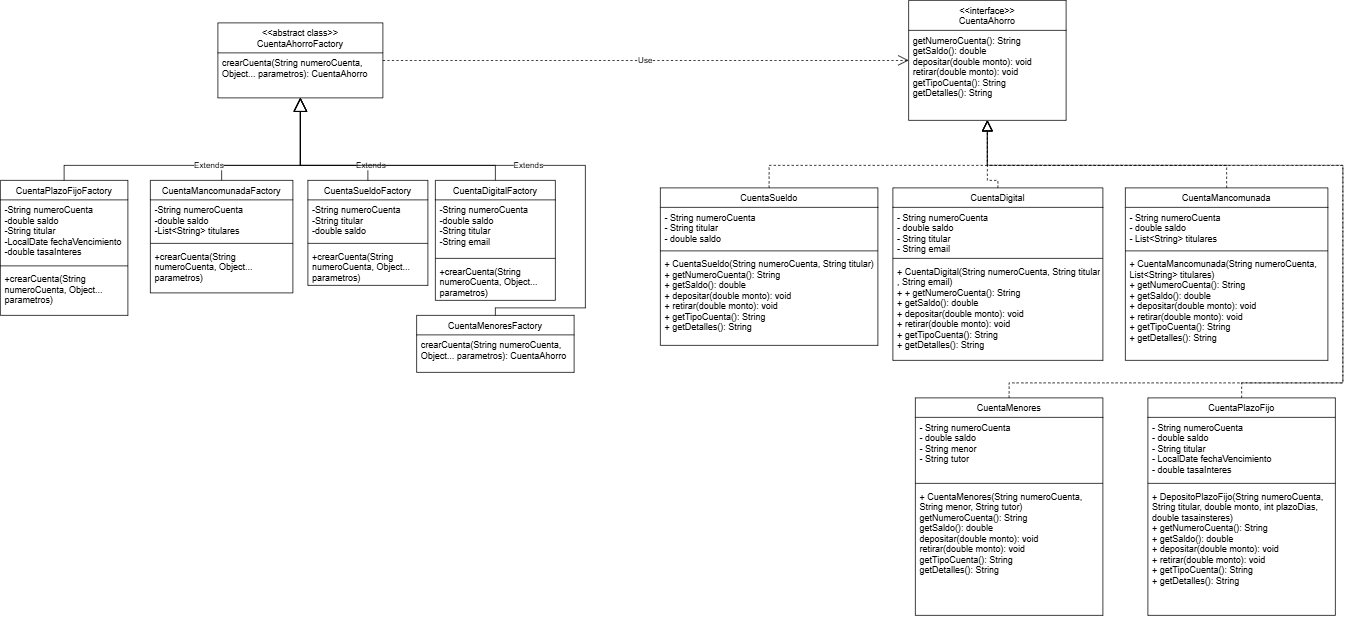 <<abstract class>>
CuentaAhorroFactory
crearCuenta(String numeroCuenta,
Object... parametros): CuentaAhorro
Use
<<interface>>
CuentaAhorro
getNumeroCuenta(): String
getSaldo(): double
depositar(double monto): void
retirar(double monto): void
getTipoCuenta(): String
getDetalles(): String
Extends
Extends
Extends
CuentaPlazoFijoFactory
-String numeroCuenta
-double saldo
-String titular
-LocalDate fechaVencimiento
-double tasaInteres
+crearCuenta(String
numeroCuenta, Object...
parametros)
CuentaMancomunadaFactory
-String numeroCuenta
-double saldo
-List<String> titulares
+crearCuenta(String
numeroCuenta, Object...
parametros)
CuentaSueldoFactory
-String numeroCuenta
-String titular
-double saldo
+crearCuenta(String
numeroCuenta, Object...
parametros)
CuentaDigitalFactory
-String numeroCuenta
-double saldo
-String titular
-String email
+crearCuenta(String
numeroCuenta, Object...
parametros)
CuentaMenoresFactory
crearCuenta(String numeroCuenta,
Object... parametros): CuentaAhorro
CuentaSueldo
- String numeroCuenta
- String titular
- double saldo
+ CuentaSueldo(String numeroCuenta, String titular)
+ getNumeroCuenta(): String
+ getSaldo(): double
+ depositar(double monto): void
+ retirar(double monto): void
+ getTipoCuenta(): String
+ getDetalles(): String
CuentaDigital
- String numeroCuenta
- double saldo
- String titular
- String email
+ CuentaDigital(String numeroCuenta, String titular
, String email)
+ + getNumeroCuenta(): String
+ getSaldo(): double
+ depositar(double monto): void
+ retirar(double monto): void
+ getTipoCuenta(): String
+ getDetalles(): String
CuentaMancomunada
- String numeroCuenta
- double saldo
- List<String> titulares
+ CuentaMancomunada(String numeroCuenta,
List<String> titulares)
+ getNumeroCuenta(): String
+ getSaldo(): double
+ depositar(double monto): void
+ retirar(double monto): void
+ getTipoCuenta(): String
+ getDetalles(): String
CuentaMenores
- String numeroCuenta
- double saldo
- String menor
- String tutor
+ CuentaMenores(String numeroCuenta,
String menor, String tutor)
getNumeroCuenta(): String
getSaldo(): double
depositar(double monto): void
retirar(double monto): void
getTipoCuenta(): String
getDetalles(): String
CuentaPlazoFijo
- String numeroCuenta
- double saldo
- String titular
- LocalDate fechaVencimiento
- double tasaInteres
+ DepositoPlazoFijo(String numeroCuenta,
String titular, double monto, int plazoDias,
double tasainsteres)
+ getNumeroCuenta(): String
+ getSaldo(): double
+ depositar(double monto): void
+ retirar(double monto): void
+ getTipoCuenta(): String
+ getDetalles(): String